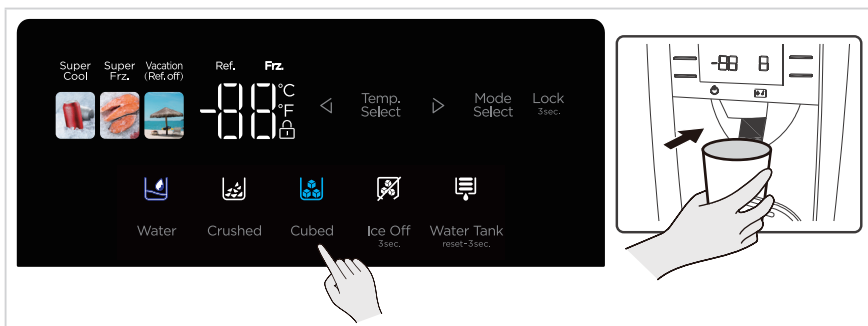 Super Cool
Super Frz.
Vacation (Ref. off)
Ref.
Frz.
-88
°C
°F
Temp. Select
Mode Select
Lock
3sec.
Water
Crushed
Cubed
Ice Off
3sec.
Water Tank
reset-3sec.
-88 8